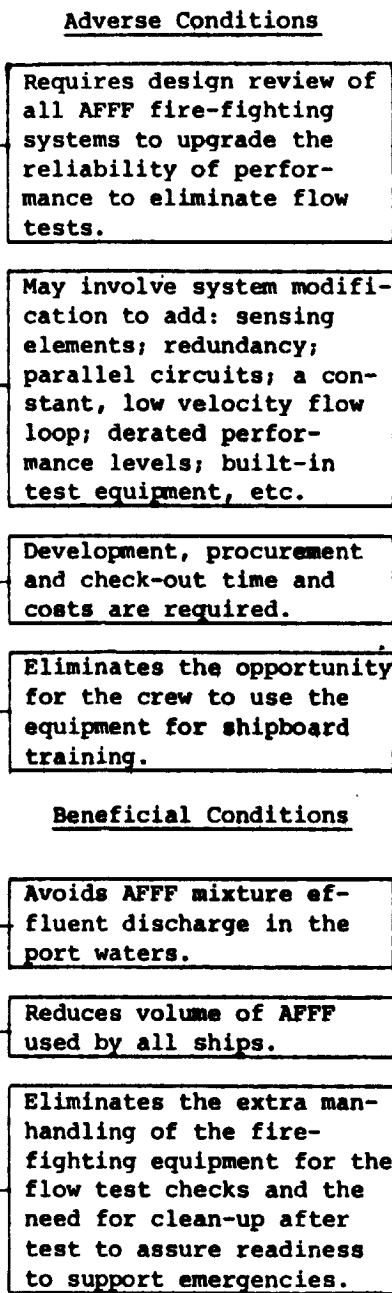 Adverse Conditions
Requires design review of
all AFFF fire-fighting
systems to upgrade the
reliability of perfor-
mance to eliminate flow
tests.
May involve system modifi-
cation to add: sensing
elements; redundancy;
parallel circuits; a con-
stant, low velocity flow
loop; derated perfor-
mance levels; built-in
test equipment, etc.
Development, procurement
and check-out time and
costs are required.
Eliminates the opportunity
for the crew to use the
equipment for shipboard
training.
Beneficial Conditions
Avoids AFFF mixture ef-
fluent discharge in the
port waters.
Reduces volume of AFFF
used by all ships.
Eliminates the extra man-
handling of the fire-
fighting equipment for the
flow test checks and the
need for clean-up after
test to assure readiness
to support emergencies.